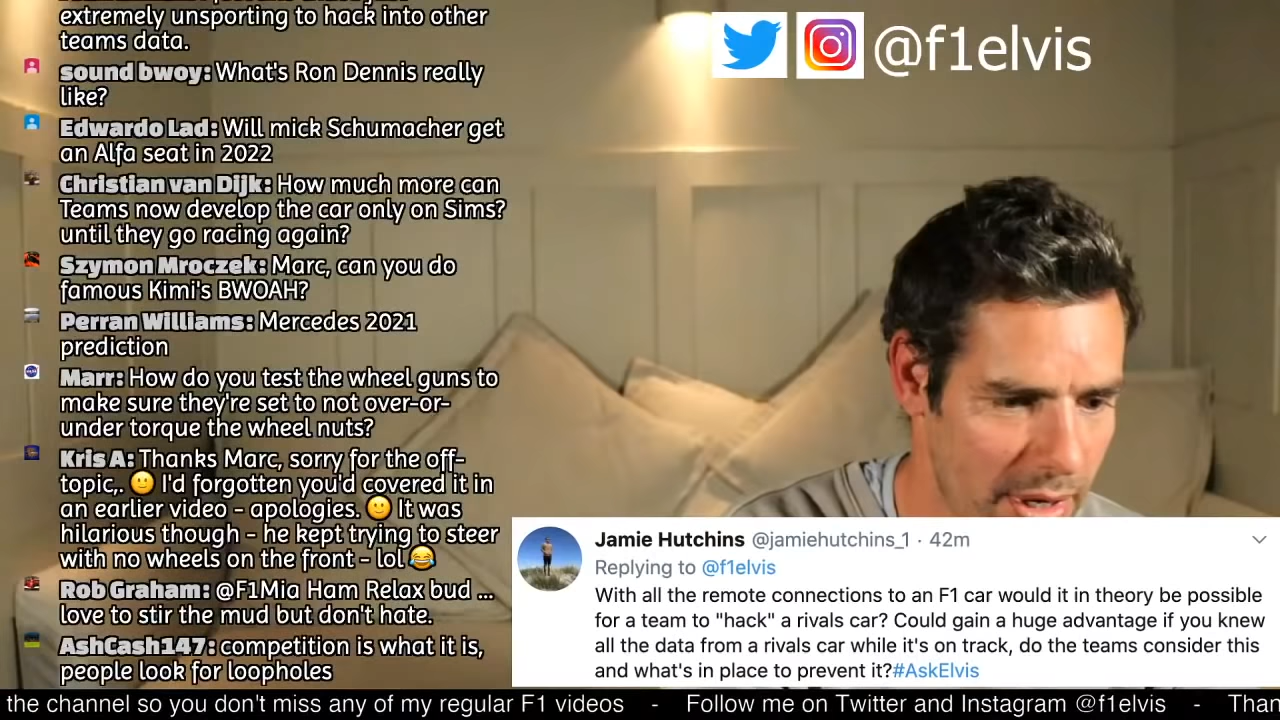 extremely unsporting to hack into other
teams data.
sound bwoy: What's Ron Dennis really
like?
Edwardo Lad: Will mick Schumacher get
an Alfa seat in 2022
Christian van Dijk: How much more can
Teams now develop the car only on Sims?
until they go racing again?
Szymon Mroczek: Marc, can you do
famous Kimi's BWOAH?
Perran Williams: Mercedes 2021
prediction
Marr: How do you test the wheel guns to
make sure they're set to not over-or-
under torque the wheel nuts?
Kris A: Thanks Marc, sorry for the off-
topic,. 🙂 I'd forgotten you'd covered it in
an earlier video - apologies. 🙂 It was
hilarious though - he kept trying to steer
with no wheels on the front - lol 😂
Rob Graham: @F1Mia Ham Relax bud ...
love to stir the mud but don't hate.
AshCash147: competition is what it is,
people look for loopholes
@f1elvis
Jamie Hutchins @jamiehutchins_1 · 42m
Replying to @f1elvis
With all the remote connections to an F1 car would it in theory be possible
for a team to "hack" a rivals car? Could gain a huge advantage if you knew
all the data from a rivals car while it's on track, do the teams consider this
and what's in place to prevent it?#AskElvis
the channel so you don't miss any of my regular F1 videos - Follow me on Twitter and Instagram @f1elvis - Than